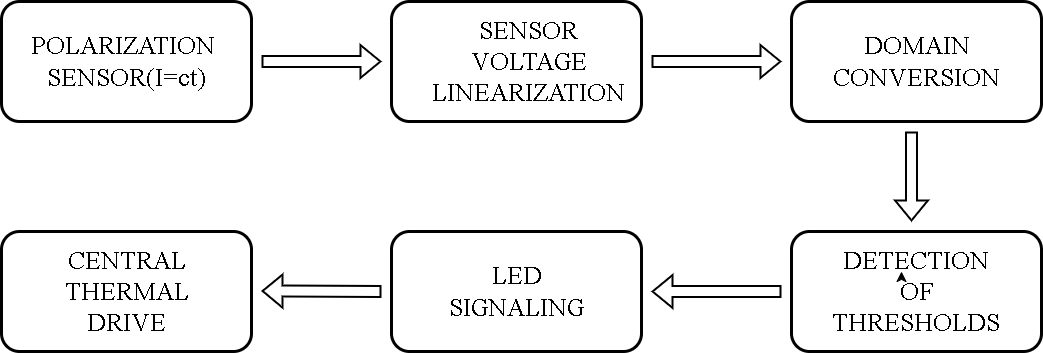 POLARIZATION
SENSOR(I=ct)
SENSOR
VOLTAGE
LINEARIZATION
DOMAIN
CONVERSION
CENTRAL
THERMAL
DRIVE
LED
SIGNALING
DETECTION
OF
THRESHOLDS